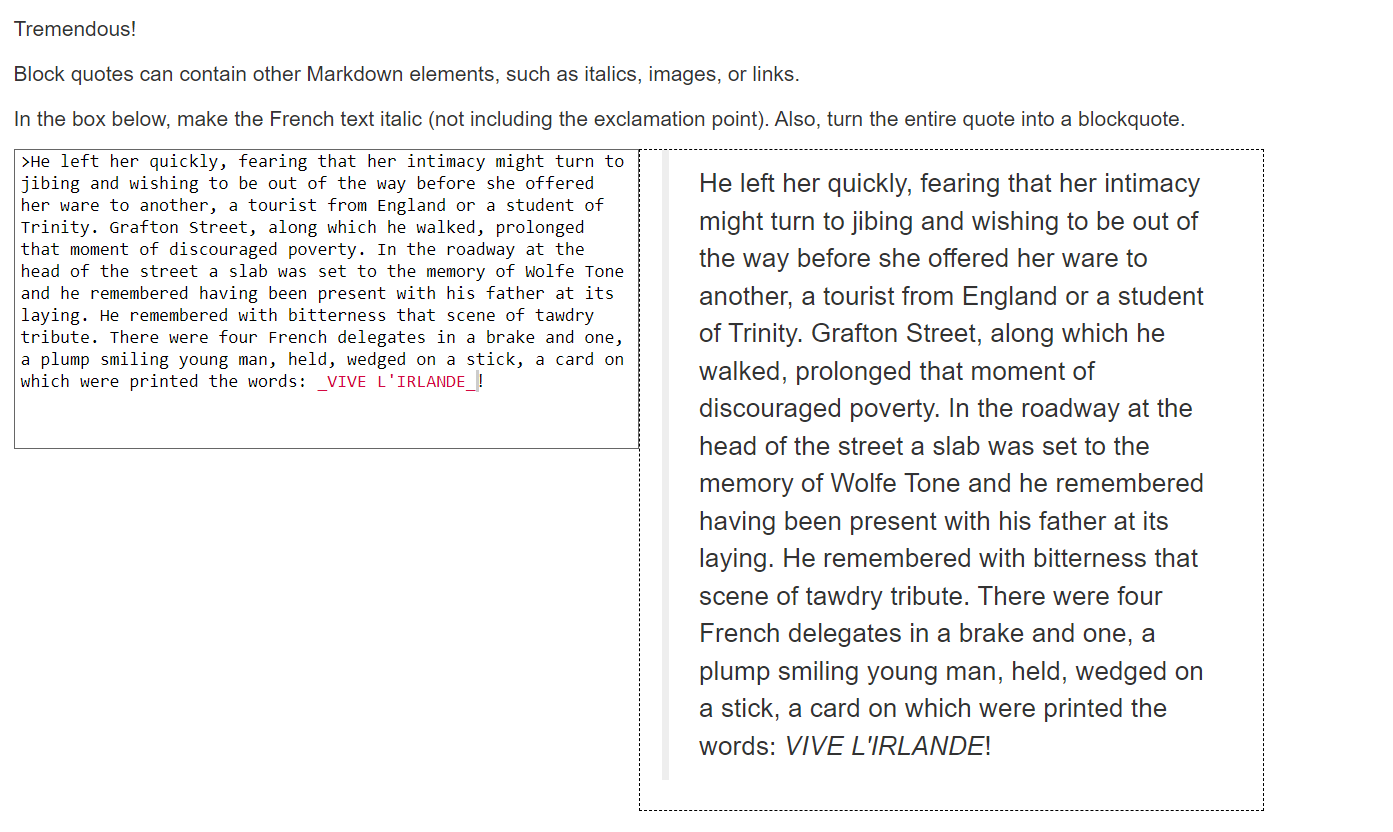 Tremendous!
Block quotes can contain other Markdown elements, such as italics, images, or links.
In the box below, make the French text italic (not including the exclamation point). Also, turn the entire quote into a blockquote.
>He left her quickly, fearing that her intimacy might turn to
jibing and wishing to be out of the way before she offered
her ware to another, a tourist from England or a student of
Trinity. Grafton Street, along which he walked, prolonged
that moment of discouraged poverty. In the roadway at the
head of the street a slab was set to the memory of Wolfe Tone
and he remembered having been present with his father at its
laying. He remembered with bitterness that scene of tawdry
tribute. There were four French delegates in a brake and one,
a plump smiling young man, held, wedged on a stick, a card on
which were printed the words: _VIVE L'IRLANDE_!
He left her quickly, fearing that her intimacy
might turn to jibing and wishing to be out of
the way before she offered her ware to
another, a tourist from England or a student
of Trinity. Grafton Street, along which he
walked, prolonged that moment of
discouraged poverty. In the roadway at the
head of the street a slab was set to the
memory of Wolfe Tone and he remembered
having been present with his father at its
laying. He remembered with bitterness that
scene of tawdry tribute. There were four
French delegates in a brake and one, a
plump smiling young man, held, wedged on
a stick, a card on which were printed the
words: VIVE L'IRLANDE!